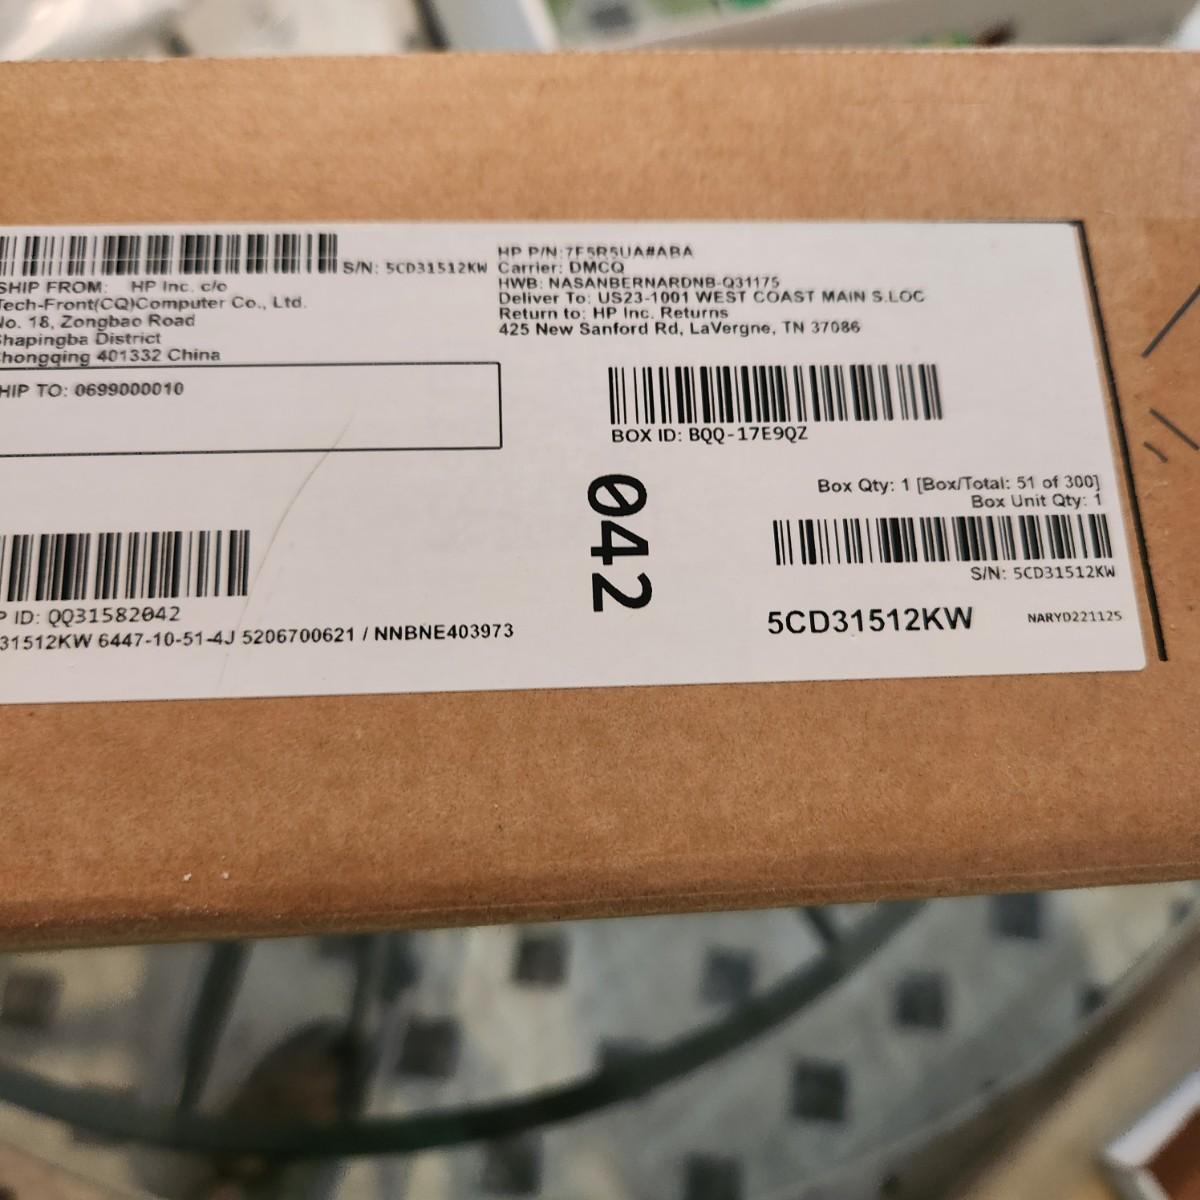 S/N: 5CD31512KW
SHIP FROM: HP Inc. c/o
Tech-Front(CQ)Computer Co., Ltd.
No. 18, Zongbao Road
Shapingba District
Chongqing 401332 China
HP P/N:7F5R5UA#ABA
Carrier: DMCQ
HWB: NASANBERNARDNB-Q31175
Deliver To: US23-1001 WEST COAST MAIN S.LOC
Return to: HP Inc. Returns
425 New Sanford Rd, LaVergne, TN 37086
HIP TO: 0699000010
BOX ID: BQQ-17E9QZ
042
Box Qty: 1 [Box/Total: 51 of 300]
Box Unit Qty: 1
S/N: 5CD31512KW
P ID: QQ31582042
31512KW 6447-10-51-4J 5206700621 / NNBNE403973
5CD31512KW
NARYD221125